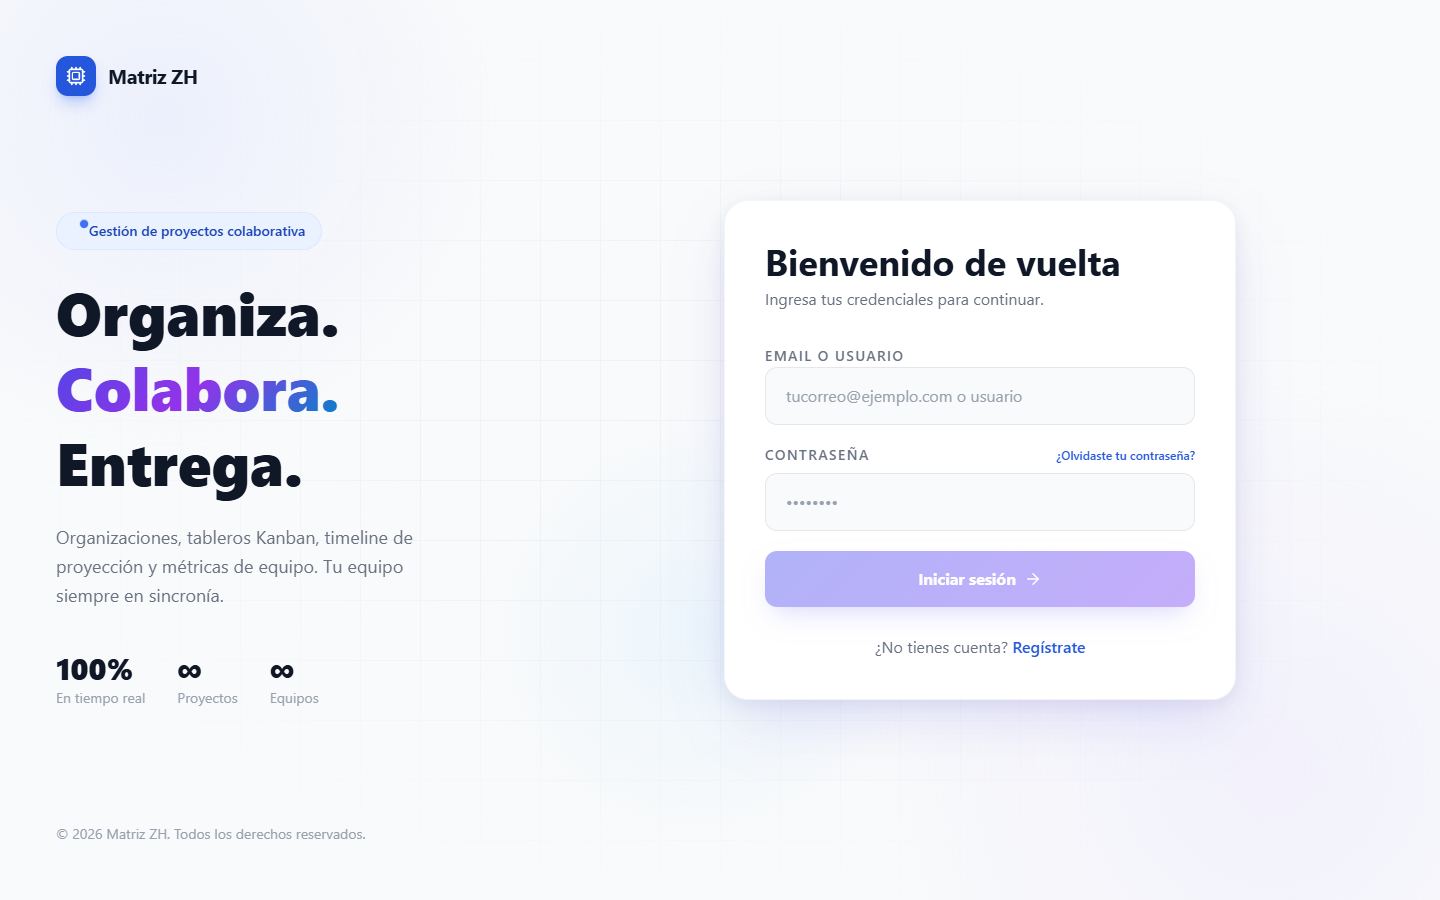 Matriz ZH
Gestión de proyectos colaborativa
Organiza.
Colabora.
Entrega.
Organizaciones, tableros Kanban, timeline de
proyección y métricas de equipo. Tu equipo
siempre en sincronía.
100%
En tiempo real
∞
Proyectos
∞
Equipos
© 2026 Matriz ZH. Todos los derechos reservados.
Bienvenido de vuelta
Ingresa tus credenciales para continuar.
EMAIL O USUARIO
tucorreo@ejemplo.com o usuario
CONTRASEÑA
¿Olvidaste tu contraseña?
••••••••
Iniciar sesión →
¿No tienes cuenta? Regístrate